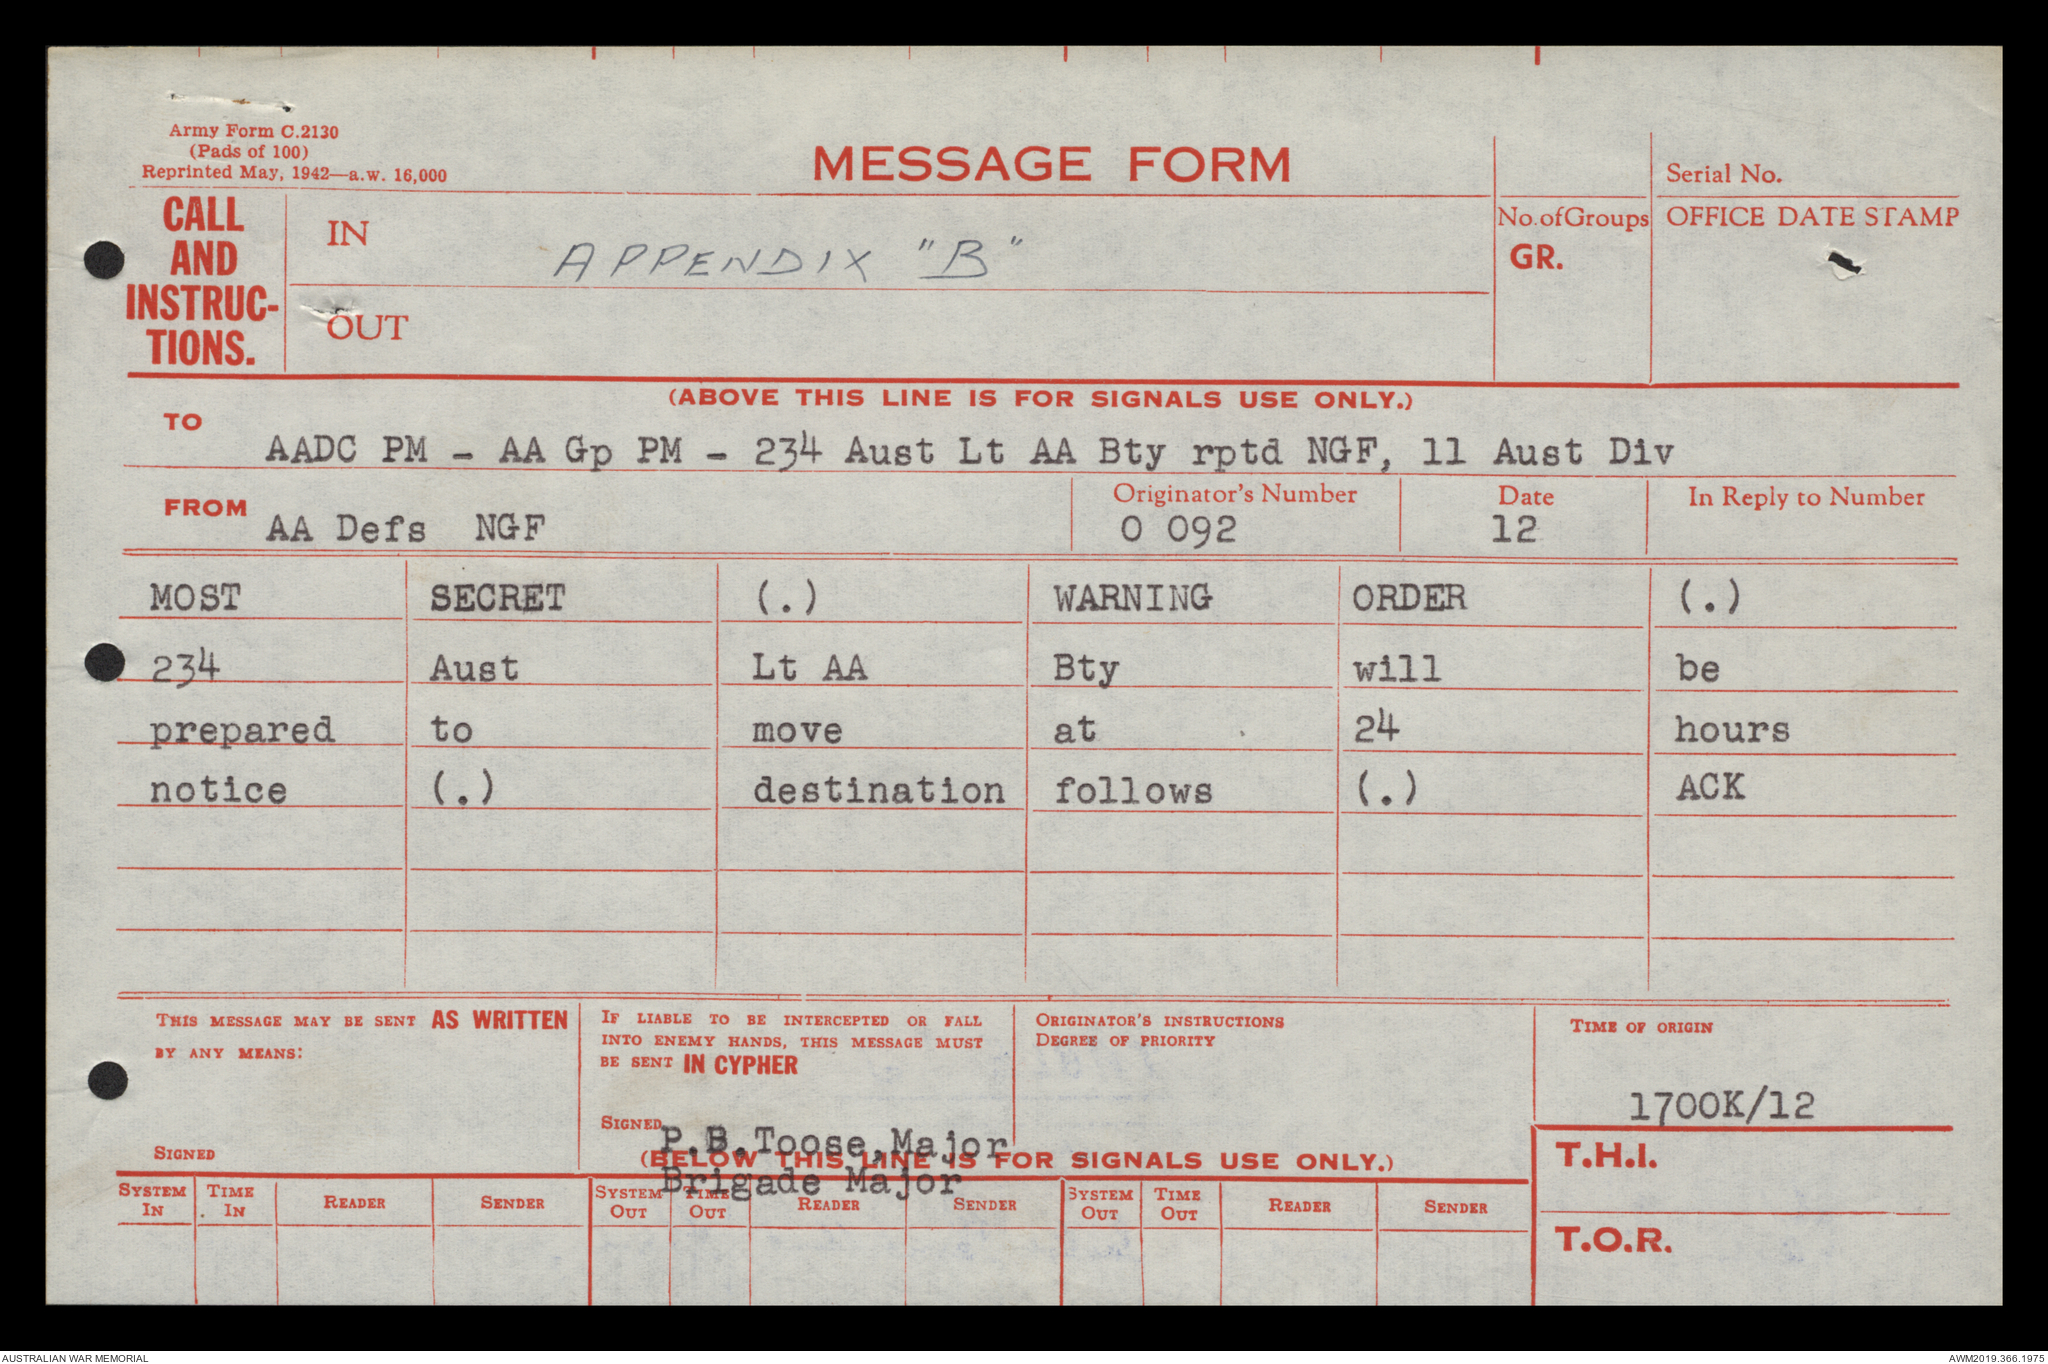 Army Form C.2130
(Pads of 100)
Reprinted May, 1942—a.w. 16,000
MESSAGE FORM
Serial No.
CALL
AND
INSTRUC-
TIONS.
IN
APPENDIX "B"
OUT
No. of Groups
GR.
OFFICE DATE STAMP
(ABOVE THIS LINE IS FOR SIGNALS USE ONLY.)
TO
AADC PM - AA Gp PM - 234 Aust Lt AA Bty rptd NGF, 11 Aust Div
FROM
AA Defs NGF
Originator's Number
0 092
Date
12
In Reply to Number
MOST SECRET (.) WARNING ORDER (.)
234 Aust Lt AA Bty will be
prepared to move at 24 hours
notice (.) destination follows (.) ACK
THIS MESSAGE MAY BE SENT AS WRITTEN
BY ANY MEANS:
SIGNED
IF LIABLE TO BE INTERCEPTED OR FALL
INTO ENEMY HANDS, THIS MESSAGE MUST
BE SENT IN CYPHER
SIGNED
P.B.Toose,Major
Brigade Major
ORIGINATOR'S INSTRUCTIONS
DEGREE OF PRIORITY
TIME OF ORIGIN
1700K/12
(BELOW THIS LINE IS FOR SIGNALS USE ONLY.)
T.H.I.
T.O.R.
SYSTEM IN TIME IN READER SENDER SYSTEM OUT TIME OUT READER SENDER SYSTEM OUT TIME OUT READER SENDER
AUSTRALIAN WAR MEMORIAL
AWM2019.366.1975